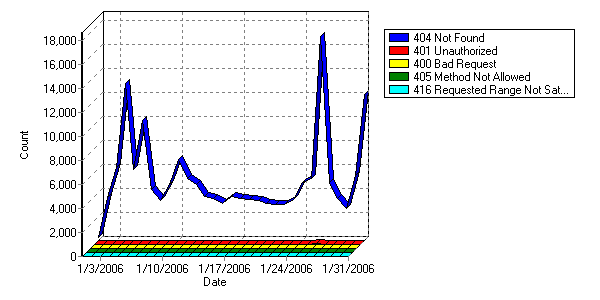 18,000
16,000
14,000
12,000
10,000
8,000
6,000
4,000
2,000
0
Count
1/3/2006 1/10/2006 1/17/2006 1/24/2006 1/31/2006
Date
404 Not Found
401 Unauthorized
400 Bad Request
405 Method Not Allowed
416 Requested Range Not Sat...